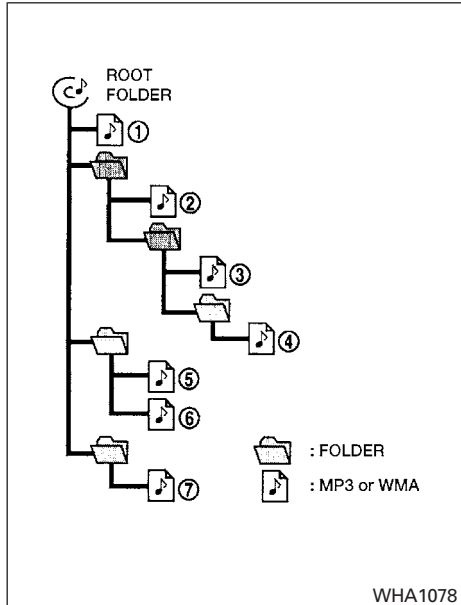 ROOT
FOLDER
①
②
③
④
⑤
⑥
⑦
: FOLDER
: MP3 or WMA
WHA1078